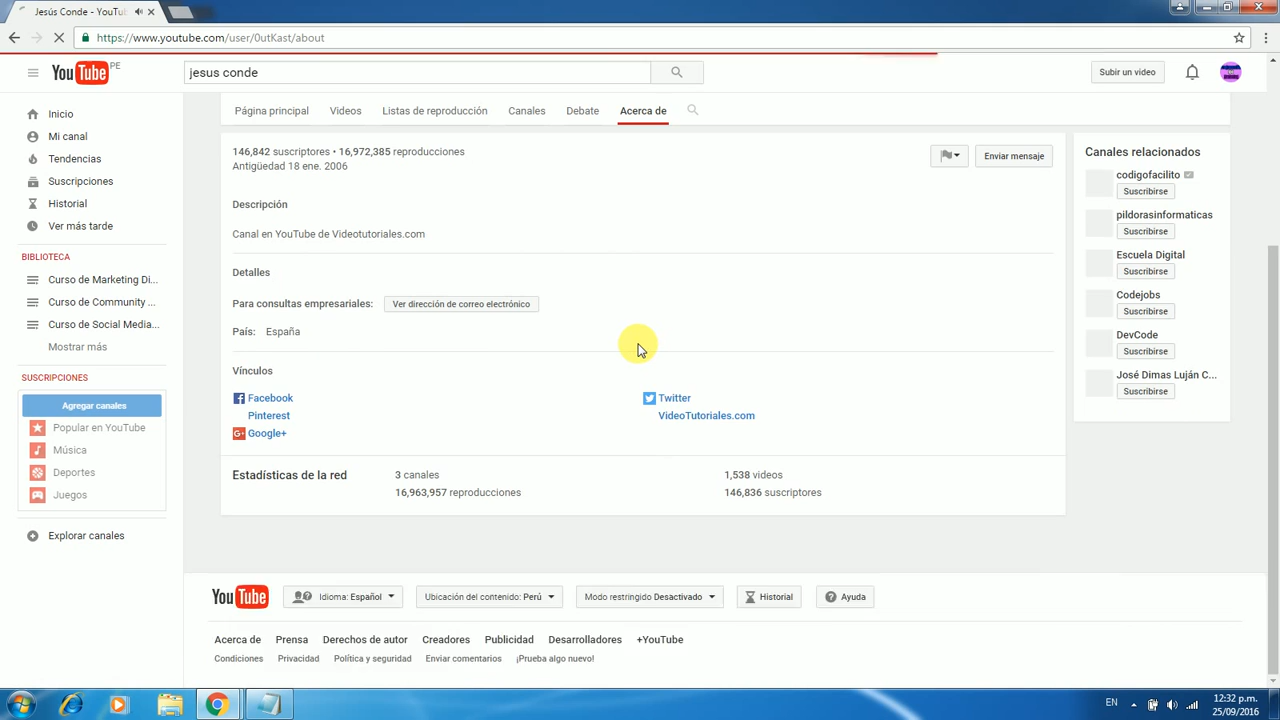 Jesús Conde - YouTu
https://www.youtube.com/user/0utKast/about
YouTube PE
jesus conde
Subir un video
Inicio
Mi canal
Tendencias
Suscripciones
Historial
Ver más tarde
BIBLIOTECA
Curso de Marketing Di...
Curso de Community ...
Curso de Social Media...
Mostrar más
SUSCRIPCIONES
Agregar canales
Popular en YouTube
Música
Deportes
Juegos
Explorar canales
Página principal Videos Listas de reproducción Canales Debate Acerca de
146,842 suscriptores • 16,972,385 reproducciones
Antigüedad 18 ene. 2006
Enviar mensaje
Descripción
Canal en YouTube de Videotutoriales.com
Detalles
Para consultas empresariales: Ver dirección de correo electrónico
País: España
Vínculos
Facebook Twitter
Pinterest VideoTutoriales.com
Google+
Estadísticas de la red 3 canales 1,538 videos
16,963,957 reproducciones 146,836 suscriptores
Canales relacionados
codigofacilito
Suscribirse
pildorasinformaticas
Suscribirse
Escuela Digital
Suscribirse
Codejobs
Suscribirse
DevCode
Suscribirse
José Dimas Luján C...
Suscribirse
YouTube Idioma: Español Ubicación del contenido: Perú Modo restringido Desactivado Historial Ayuda
Acerca de Prensa Derechos de autor Creadores Publicidad Desarrolladores +YouTube
Condiciones Privacidad Política y seguridad Enviar comentarios ¡Prueba algo nuevo!
EN 12:32 p.m.
25/09/2016